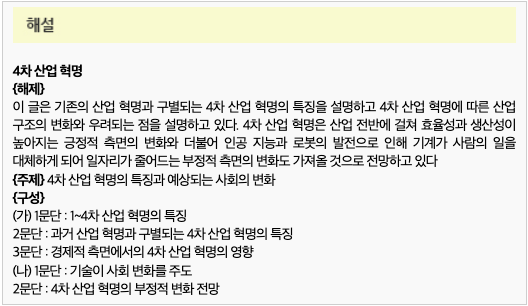 해설
4차 산업 혁명
{해제}
이 글은 기존의 산업 혁명과 구별되는 4차 산업 혁명의 특징을 설명하고 4차 산업 혁명에 따른 산업
구조의 변화와 우려되는 점을 설명하고 있다. 4차 산업 혁명은 산업 전반에 걸쳐 효율성과 생산성이
높아지는 긍정적 측면의 변화와 더불어 인공 지능과 로봇의 발전으로 인해 기계가 사람의 일을
대체하게 되어 일자리가 줄어드는 부정적 측면의 변화도 가져올 것으로 전망하고 있다
{주제} 4차 산업 혁명의 특징과 예상되는 사회의 변화
{구성}
(가) 1문단 : 1~4차 산업 혁명의 특징
2문단 : 과거 산업 혁명과 구별되는 4차 산업 혁명의 특징
3문단 : 경제적 측면에서의 4차 산업 혁명의 영향
(나) 1문단 : 기술이 사회 변화를 주도
2문단 : 4차 산업 혁명의 부정적 변화 전망